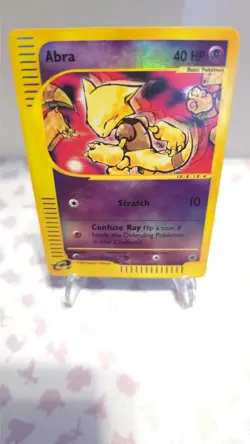 Abra
40 HP
Basic Pokémon
Scratch
10
Confuse Ray Flip a coin. If
heads, the Defending Pokémon
is now Confused.
e